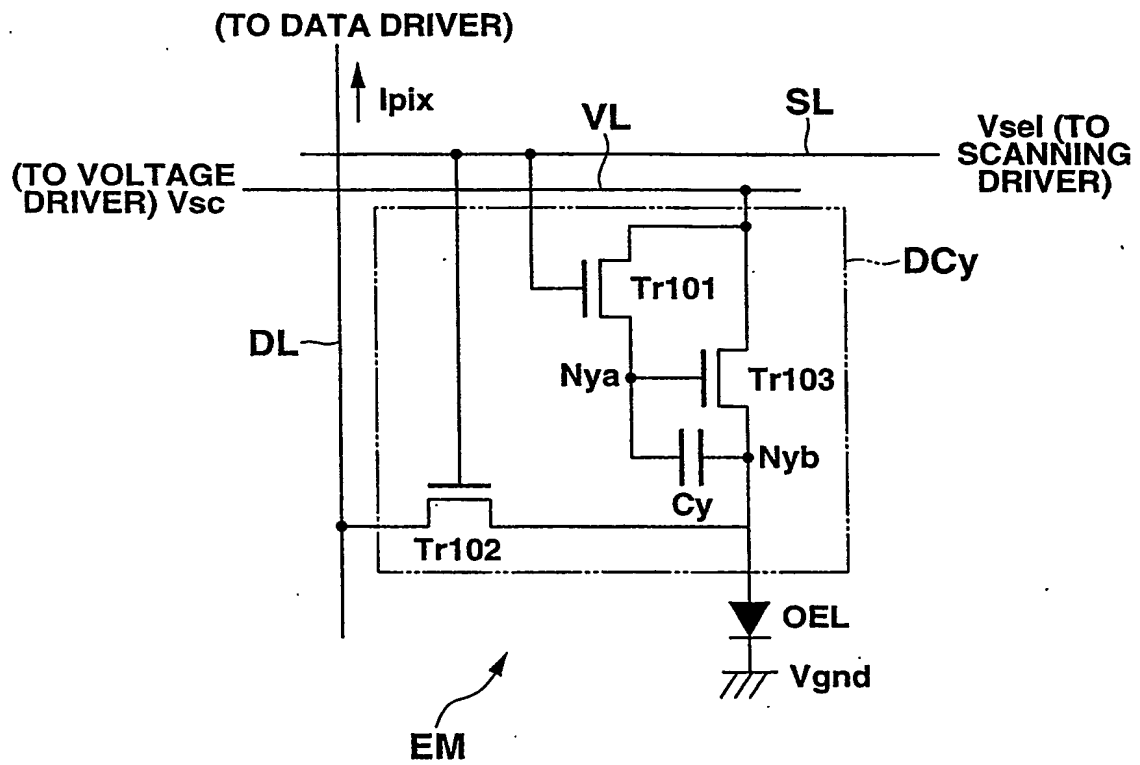 (TO DATA DRIVER)
Ipix
VL
SL
Vsel (TO
SCANNING
DRIVER)
(TO VOLTAGE
DRIVER) Vsc
DCy
Tr101
DL
Nya
Tr103
Nyb
Cy
Tr102
OEL
Vgnd
EM